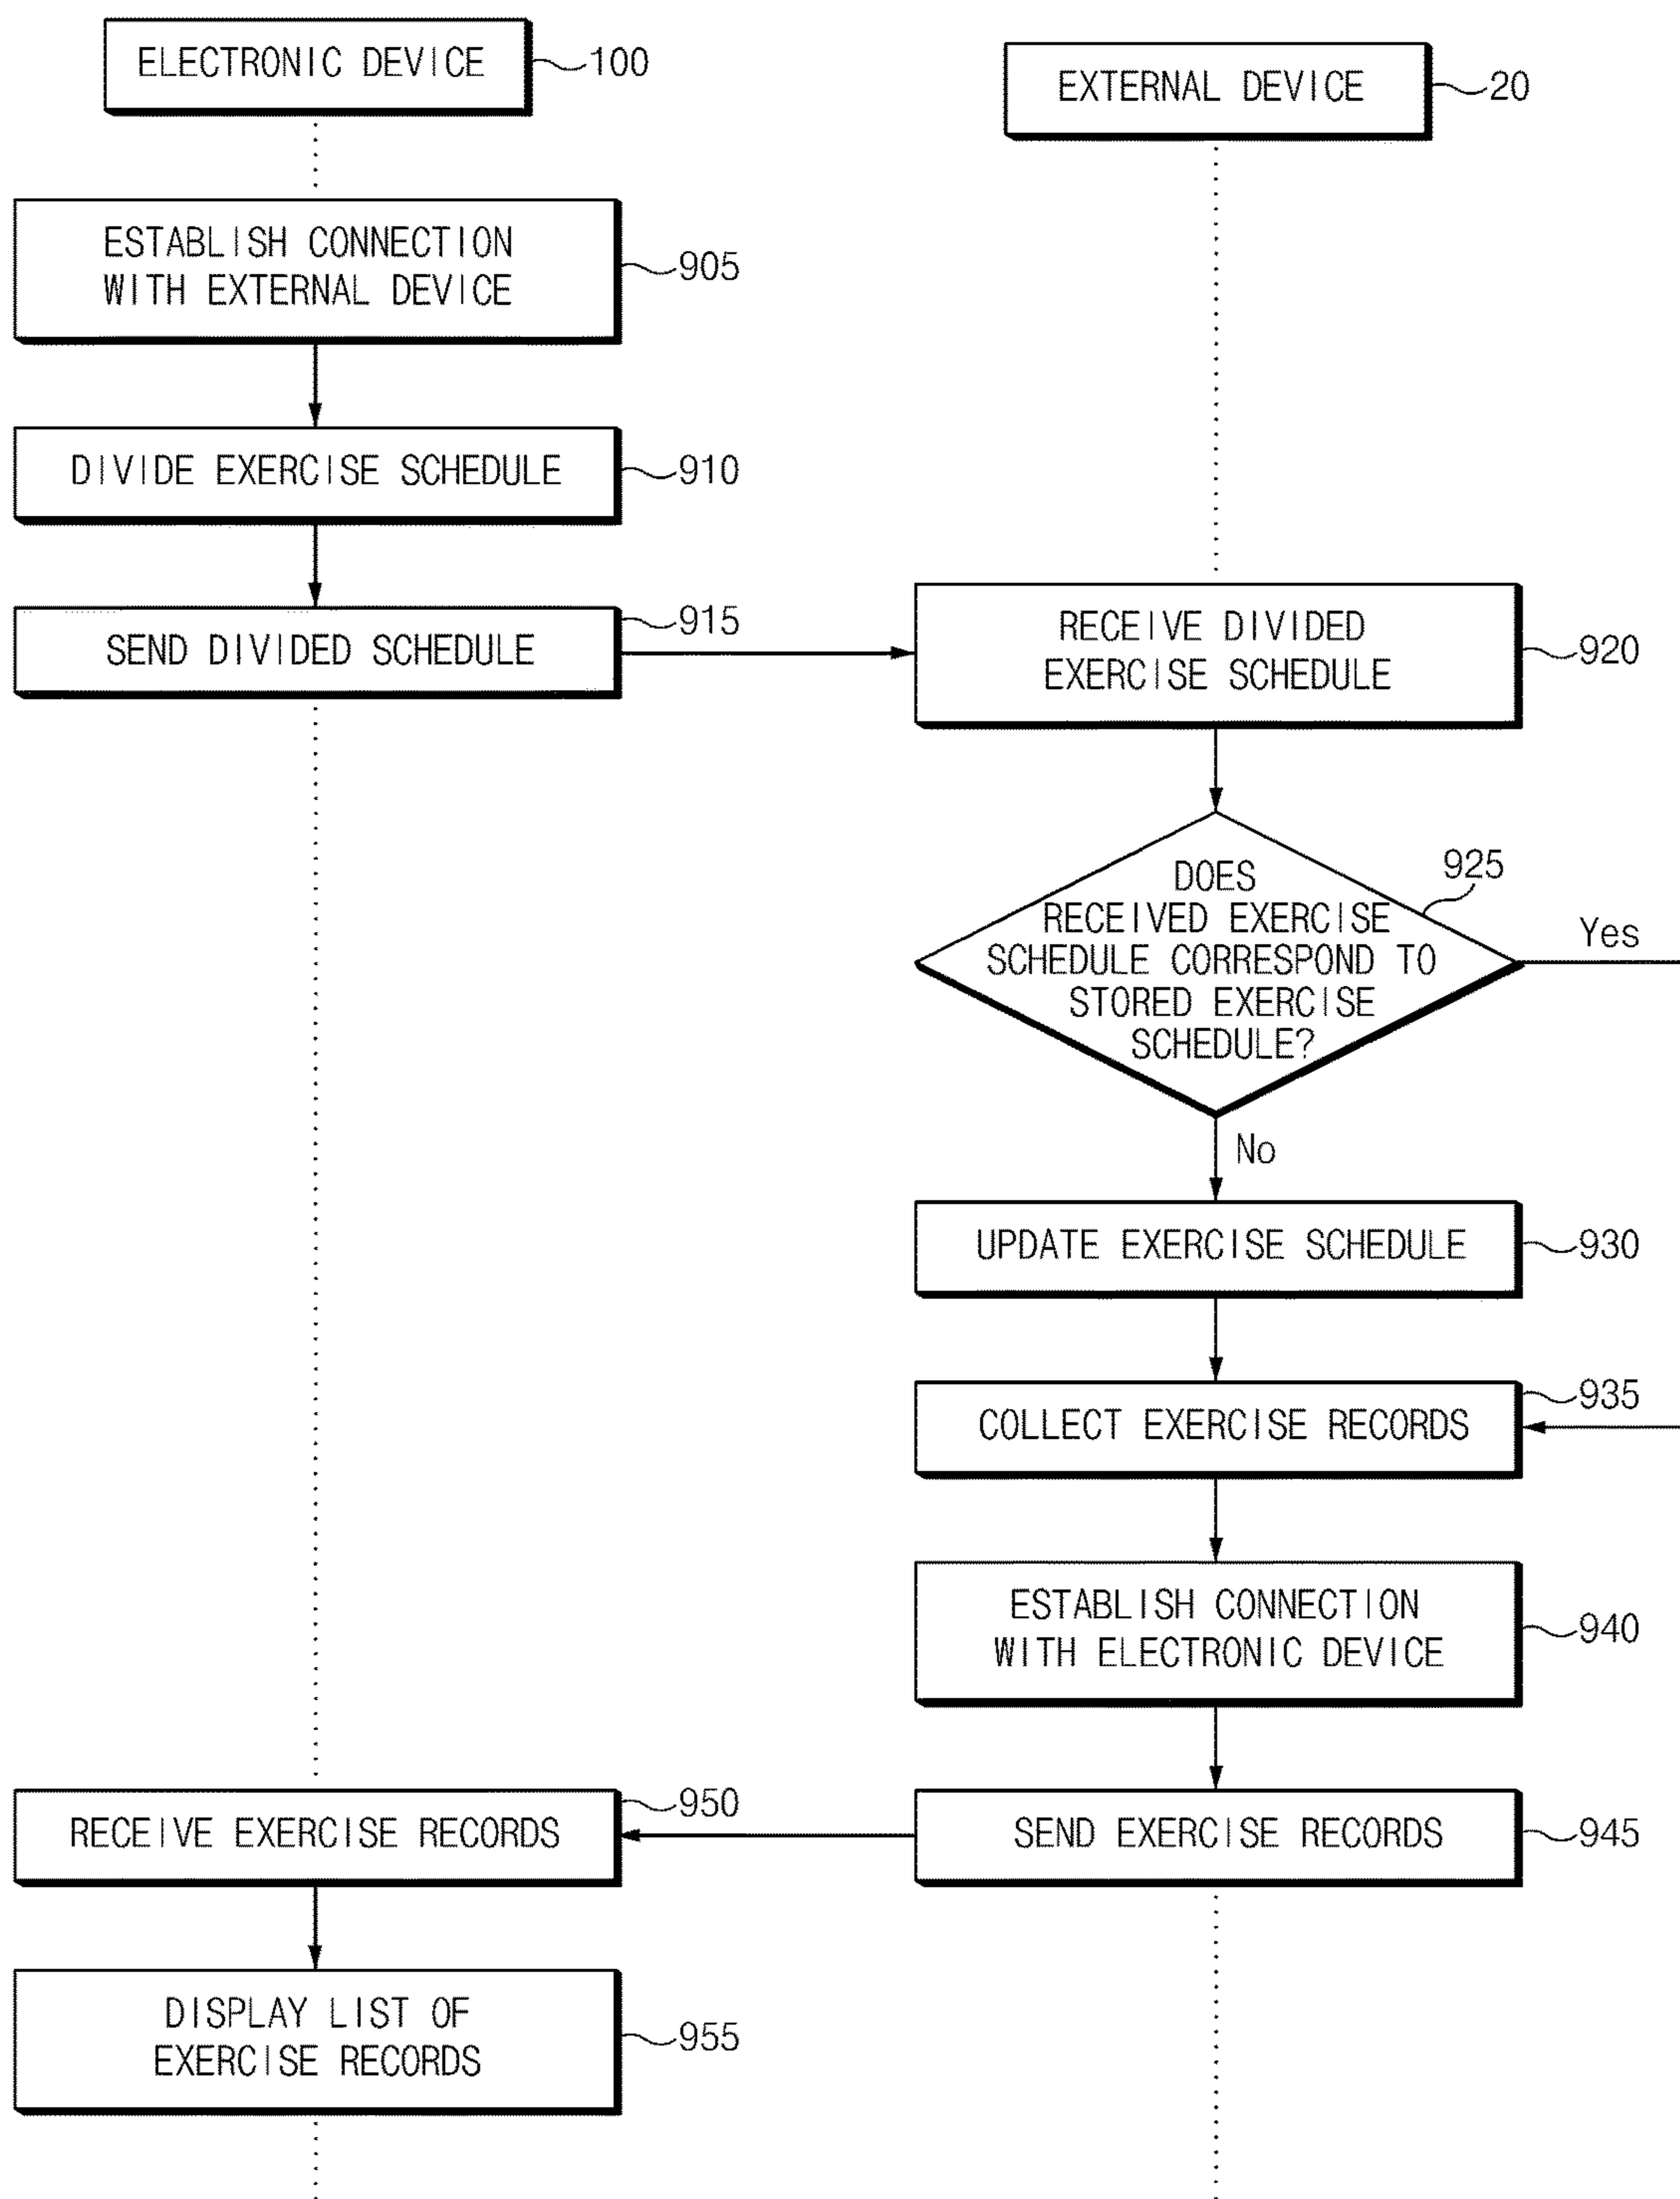 ELECTRONIC DEVICE
100
EXTERNAL DEVICE
20
ESTABLISH CONNECTION
WITH EXTERNAL DEVICE
905
DIVIDE EXERCISE SCHEDULE
910
SEND DIVIDED SCHEDULE
915
RECEIVE DIVIDED
EXERCISE SCHEDULE
920
DOES
RECEIVED EXERCISE
SCHEDULE CORRESPOND TO
STORED EXERCISE
SCHEDULE?
925
Yes
No
UPDATE EXERCISE SCHEDULE
930
COLLECT EXERCISE RECORDS
935
ESTABLISH CONNECTION
WITH ELECTRONIC DEVICE
940
RECEIVE EXERCISE RECORDS
950
SEND EXERCISE RECORDS
945
DISPLAY LIST OF
EXERCISE RECORDS
955